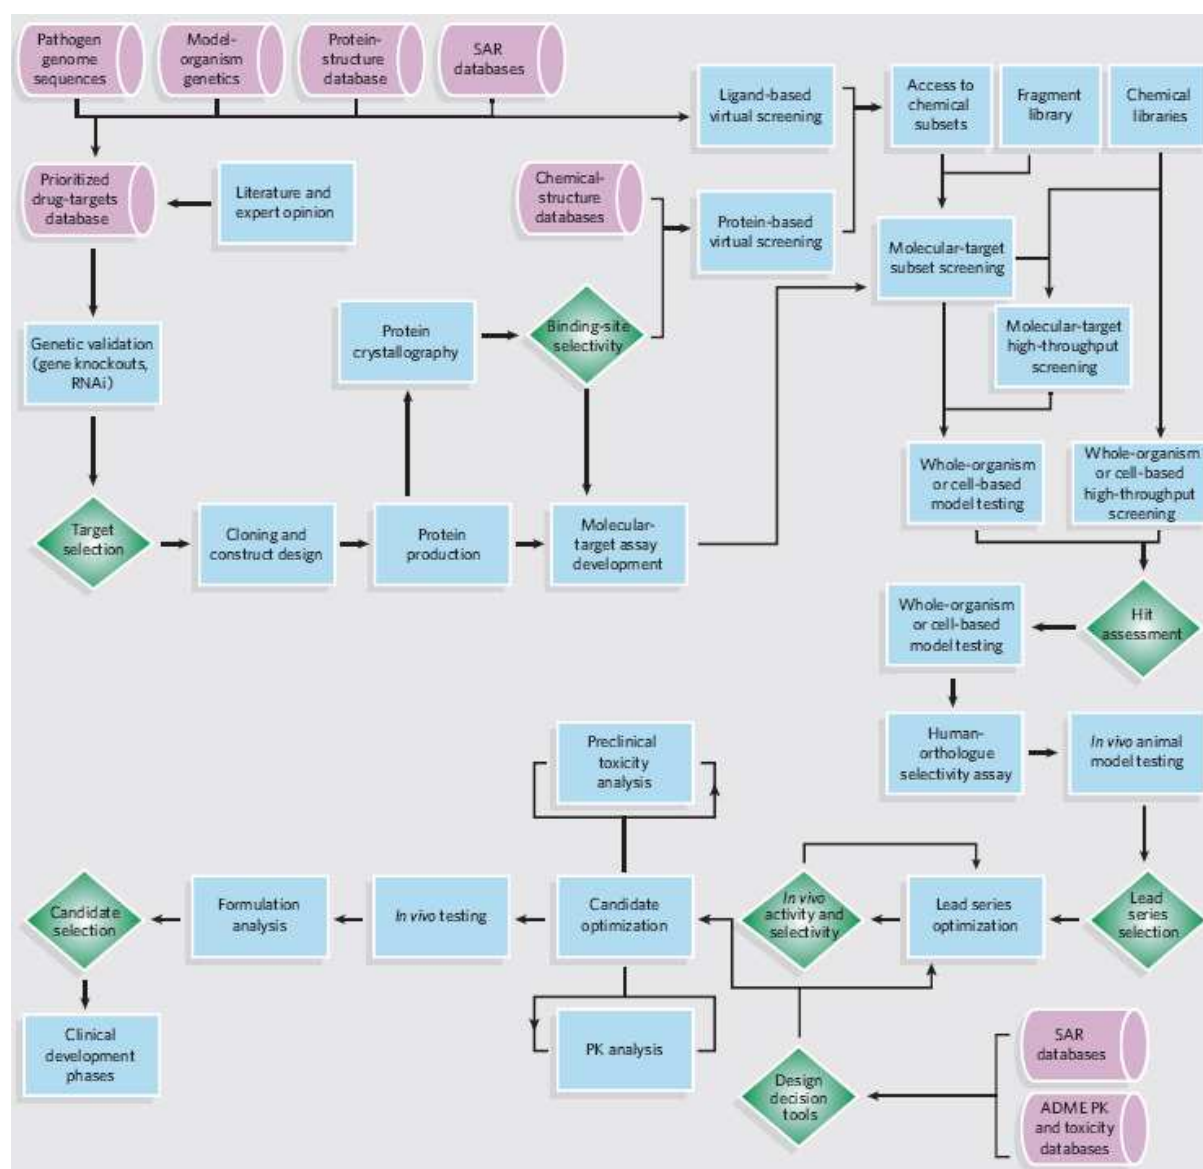 Pathogen
genome
sequences
Model-
organism
genetics
Protein-
structure
database
SAR
databases
Ligand-based
virtual screening
Access to
chemical
subsets
Fragment
library
Chemical
libraries
Prioritized
drug-targets
database
Literature and
expert opinion
Chemical-
structure
databases
Protein-based
virtual screening
Molecular-target
subset screening
Genetic validation
(gene knockouts,
RNAi)
Protein
crystallography
Binding-site
selectivity
Molecular-target
high-throughput
screening
Whole-organism
or cell-based
model testing
Whole-organism
or cell-based
high-throughput
screening
Target
selection
Cloning and
construct design
Protein
production
Molecular-
target assay
development
Whole-organism
or cell-based
model testing
Hit
assessment
Preclinical
toxicity
analysis
Human-
orthologue
selectivity assay
In vivo animal
model testing
Candidate
selection
Formulation
analysis
In vivo testing
Candidate
optimization
In vivo
activity and
selectivity
Lead series
optimization
Lead
series
selection
Clinical
development
phases
PK analysis
Design
decision
tools
SAR
databases
ADME PK
and toxicity
databases